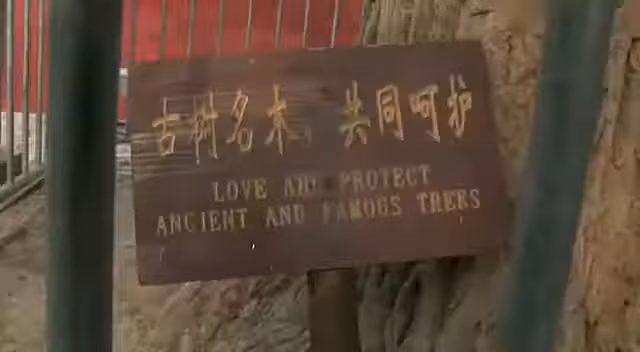 古树名木，共同呵护
LOVE AND PROTECT
ANCIENT AND FAMOUS TREES